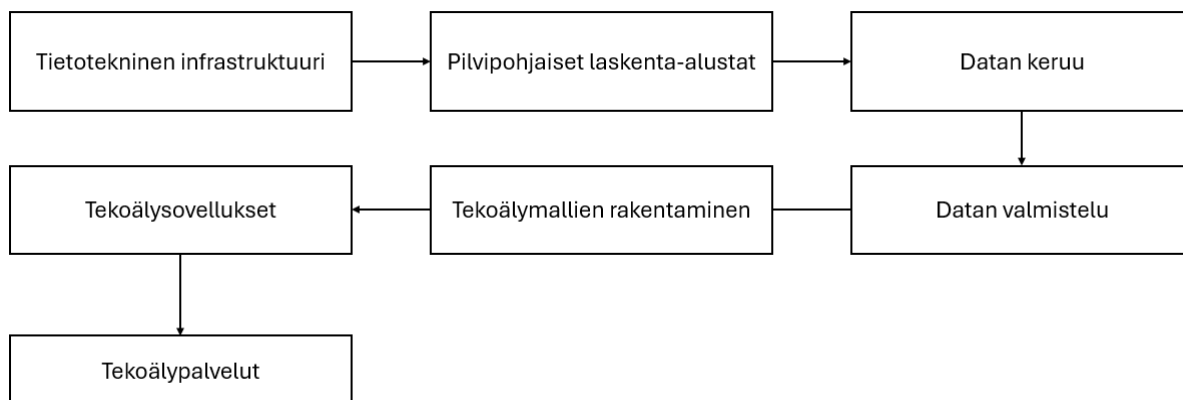 Tietotekninen infrastruktuuri
Pilvipohjaiset laskenta-alustat
Datan keruu
Tekoälysovellukset
Tekoälymallien rakentaminen
Datan valmistelu
Tekoälypalvelut